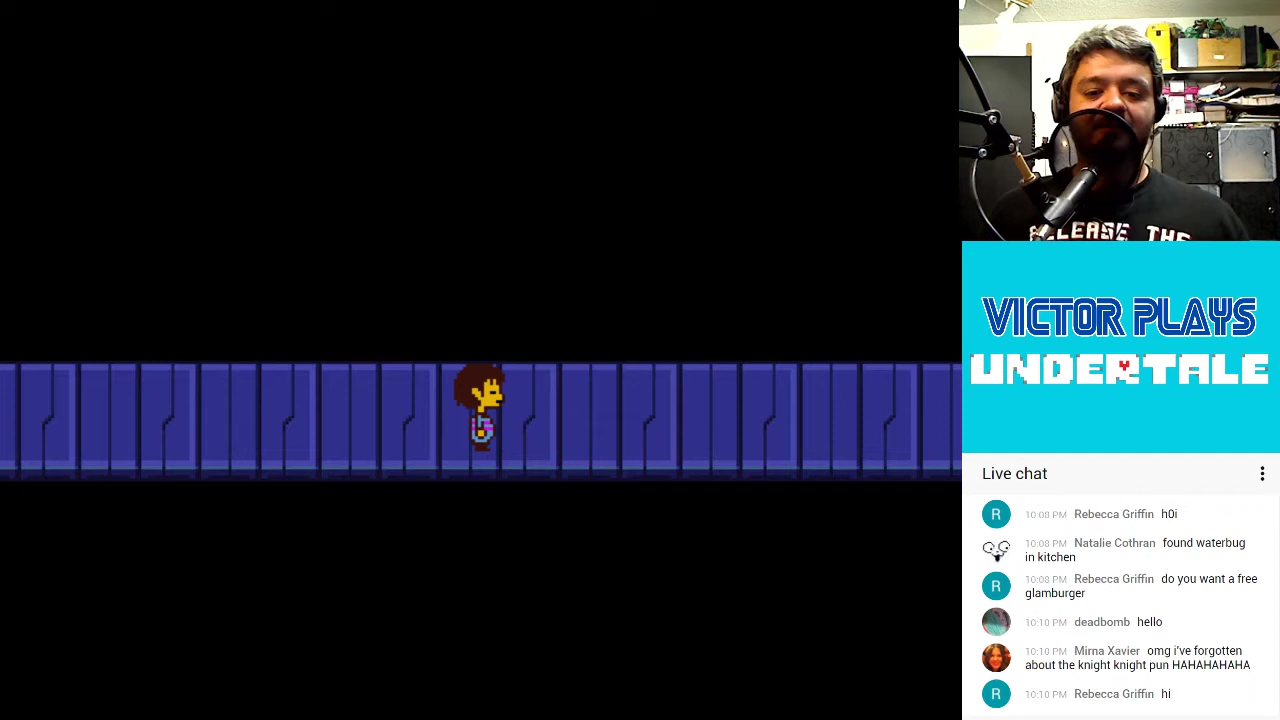 RELEASE THE
VICTOR PLAYS
UNDERTALE
Live chat
R 10:08 PM Rebecca Griffin h0i
10:08 PM Natalie Cothran found waterbug
in kitchen
R 10:08 PM Rebecca Griffin do you want a free
glamburger
10:10 PM deadbomb hello
10:10 PM Mirna Xavier omg i've forgotten
about the knight knight pun HAHAHAHAHA
R 10:10 PM Rebecca Griffin hi